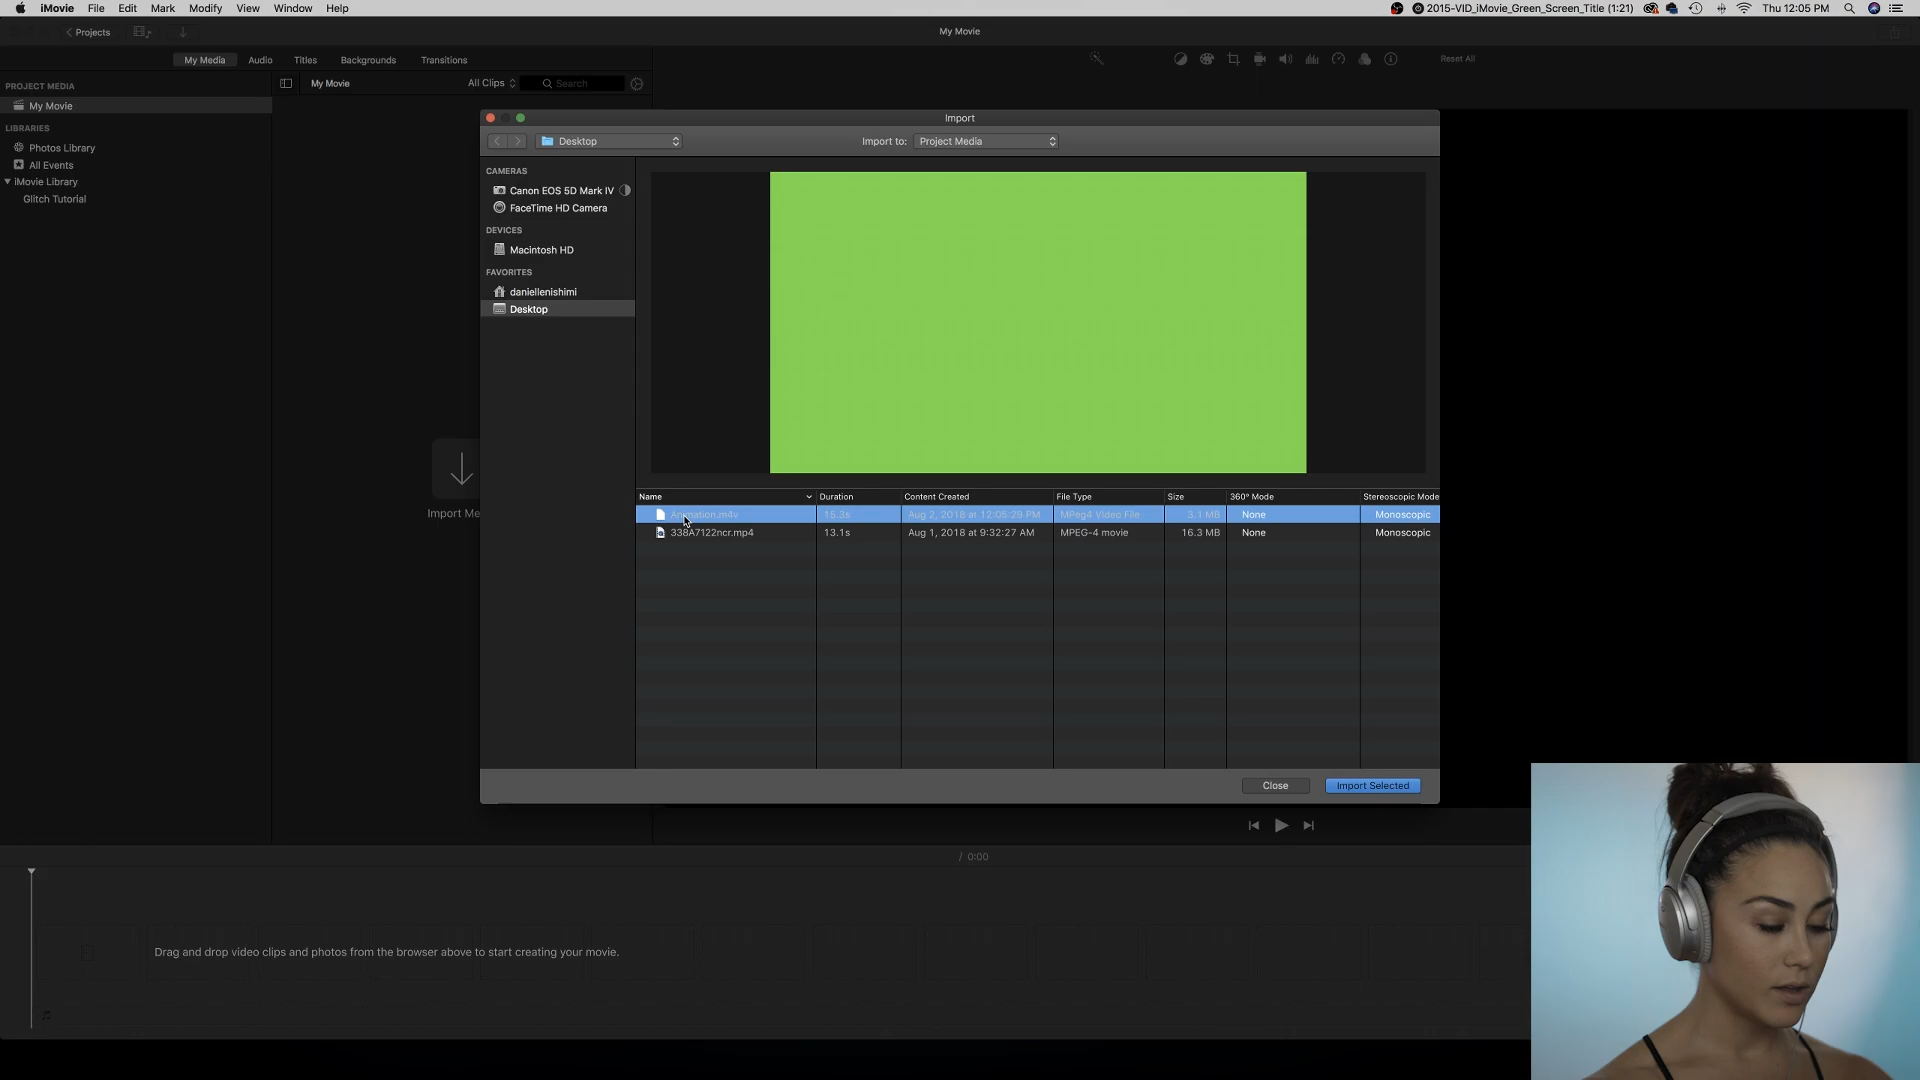 iMovie File Edit Mark Modify View Window Help
2015-VID_iMovie_Green_Screen_Title (1:21) Thu 12:05 PM
Projects
My Movie
My Media Audio Titles Backgrounds Transitions
Reset All
PROJECT MEDIA
My Movie
All Clips
Search
My Movie
LIBRARIES
Photos Library
All Events
iMovie Library
Glitch Tutorial
Import Me
Import
Desktop
Import to: Project Media
CAMERAS
Canon EOS 5D Mark IV
FaceTime HD Camera
DEVICES
Macintosh HD
FAVORITES
daniellenishimi
Desktop
Name Duration Content Created File Type Size 360° Mode Stereoscopic Mode
Animation.m4v 15.3s Aug 2, 2018 at 12:05:29 PM MPeg4 Video File 3.1 MB None Monoscopic
338A7122ncr.mp4 13.1s Aug 1, 2018 at 9:32:27 AM MPEG-4 movie 16.3 MB None Monoscopic
Close Import Selected
/ 0:00
Drag and drop video clips and photos from the browser above to start creating your movie.